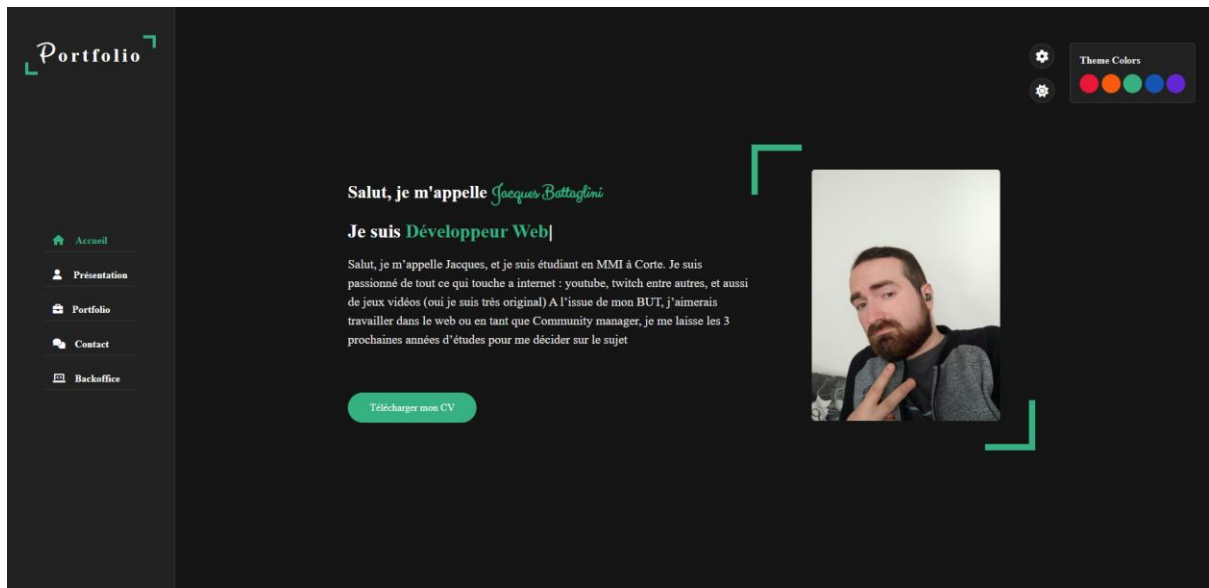 Portfolio
Accueil
Présentation
Portfolio
Contact
Backoffice
Theme Colors
Salut, je m'appelle Jacques Battaglini
Je suis Développeur Web|
Salut, je m’appelle Jacques, et je suis étudiant en MMI à Corte. Je suis
passionné de tout ce qui touche a internet : youtube, twitch entre autres, et aussi
de jeux vidéos (oui je suis très original) A l’issue de mon BUT, j’aimerais
travailler dans le web ou en tant que Community manager, je me laisse les 3
prochaines années d’études pour me décider sur le sujet
Télécharger mon CV